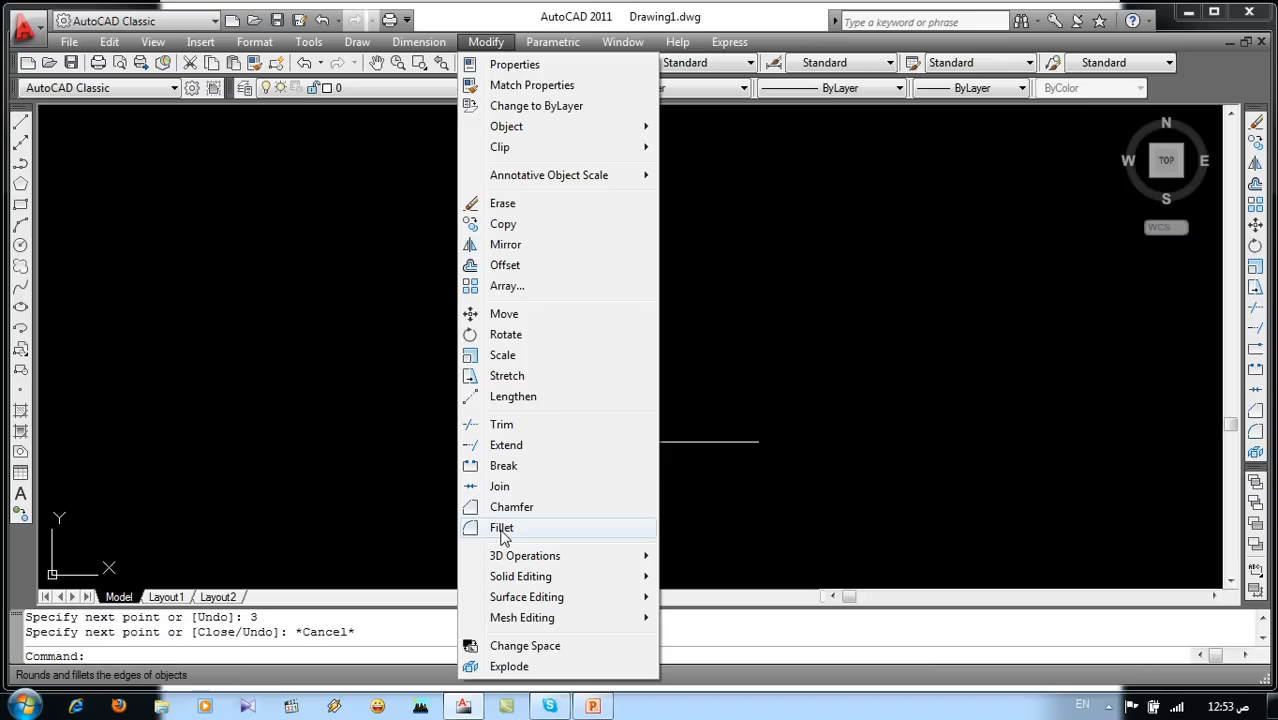 AutoCAD Classic
AutoCAD 2011 Drawing1.dwg
Type a keyword or phrase
File Edit View Insert Format Tools Draw Dimension Modify Parametric Window Help Express
Standard Standard Standard Standard
AutoCAD Classic
0
ByLayer ByLayer ByColor
Properties
Match Properties
Change to ByLayer
Object
Clip
Annotative Object Scale
Erase
Copy
Mirror
Offset
Array...
Move
Rotate
Scale
Stretch
Lengthen
Trim
Extend
Break
Join
Chamfer
Fillet
3D Operations
Solid Editing
Surface Editing
Mesh Editing
Change Space
Explode
N
W TOP E
S
WCS
A
Y
X
Model Layout1 Layout2
Specify next point or [Undo]: 3
Specify next point or [Close/Undo]: *Cancel*
Command:
Rounds and fillets the edges of objects
EN
12:53 ص